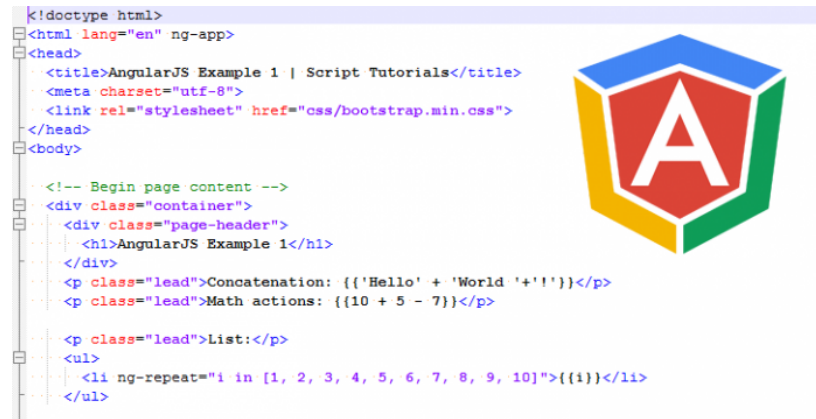 <!doctype html>
<html lang="en" ng-app>
<head>
<title>AngularJS Example 1 | Script Tutorials</title>
<meta charset="utf-8">
<link rel="stylesheet" href="css/bootstrap.min.css">
</head>
<body>
<!-- Begin page content -->
<div class="container">
<div class="page-header">
<h1>AngularJS Example 1</h1>
</div>
<p class="lead">Concatenation: {{'Hello' + 'World '+'!'}}</p>
<p class="lead">Math actions: {{10 + 5 - 7}}</p>
<p class="lead">List:</p>
<ul>
<li ng-repeat="i in [1, 2, 3, 4, 5, 6, 7, 8, 9, 10]">{{i}}</li>
</ul>
A